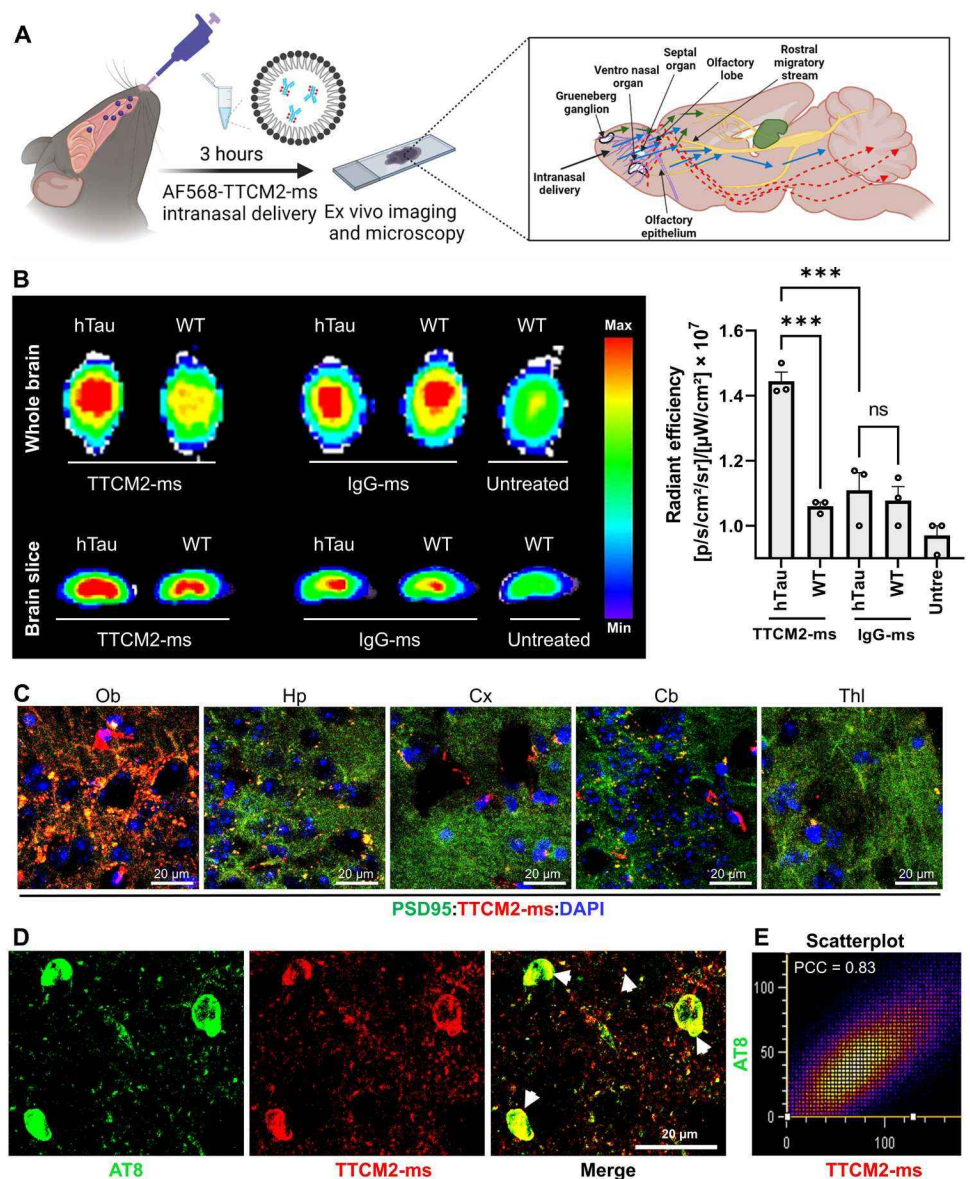 A
3 hours
AF568-TTCM2-ms
intranasal delivery
Ex vivo imaging
and microscopy
Grueneberg
ganglion
Ventro nasal
organ
Septal
organ
Olfactory
lobe
Rostral
migratory
stream
Intranasal
delivery
Olfactory
epithelium
B
Whole brain
hTau WT hTau WT
TTCM2-ms IgG-ms Untreated
Brain slice
hTau WT hTau WT
TTCM2-ms IgG-ms Untreated
Max
Min
Radiant efficiency
[p/s/cm²/sr]/[µW/cm²] × 10⁷
1.6
1.4
1.2
1.0
***
***
ns
hTau WT hTau WT Untre
TTCM2-ms IgG-ms
C
Ob Hp Cx Cb Thl
20 µm 20 µm 20 µm 20 µm 20 µm
PSD95:TTCM2-ms:DAPI
D
20 µm
AT8 TTCM2-ms Merge
E
Scatterplot
PCC = 0.83
AT8
100
50
0
0 100
TTCM2-ms